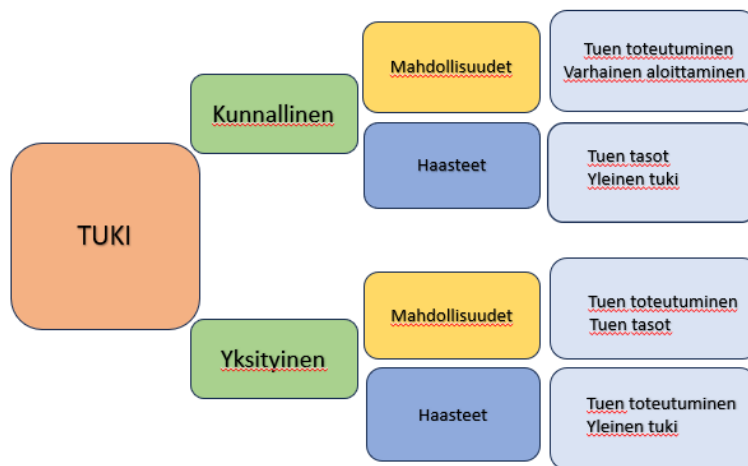 TUKI
Kunnallinen
Mahdollisuudet
Tuen toteutuminen
Varhainen aloittaminen
Haasteet
Tuen tasot
Yleinen tuki
Yksityinen
Mahdollisuudet
Tuen toteutuminen
Tuen tasot
Haasteet
Tuen toteutuminen
Yleinen tuki